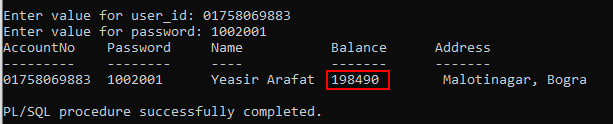 Enter value for user_id: 01758069883
Enter value for password: 1002001
AccountNo Password Name Balance Address
--------- -------- ---- ------- -------
01758069883 1002001 Yeasir Arafat 198490 Malotinagar, Bogra
PL/SQL procedure successfully completed.